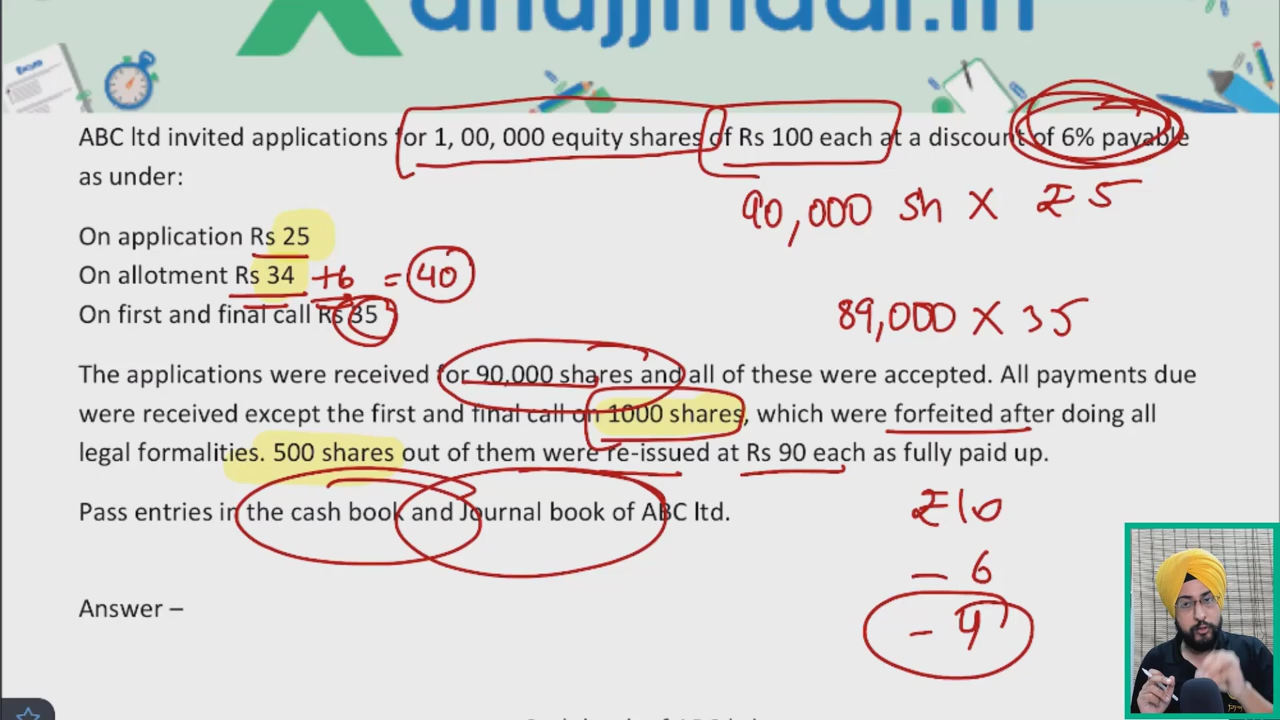 anujjindal.in
ABC ltd invited applications for 1, 00, 000 equity shares of Rs 100 each at a discount of 6% payable
as under:
90,000 sh X ₹5
On application Rs 25
On allotment Rs 34 +6 = 40
On first and final call Rs 35
89,000 X 35
The applications were received for 90,000 shares and all of these were accepted. All payments due
were received except the first and final call on 1000 shares, which were forfeited after doing all
legal formalities. 500 shares out of them were re-issued at Rs 90 each as fully paid up.
Pass entries in the cash book and Journal book of ABC ltd.
₹10
- 6
- 4
Answer –